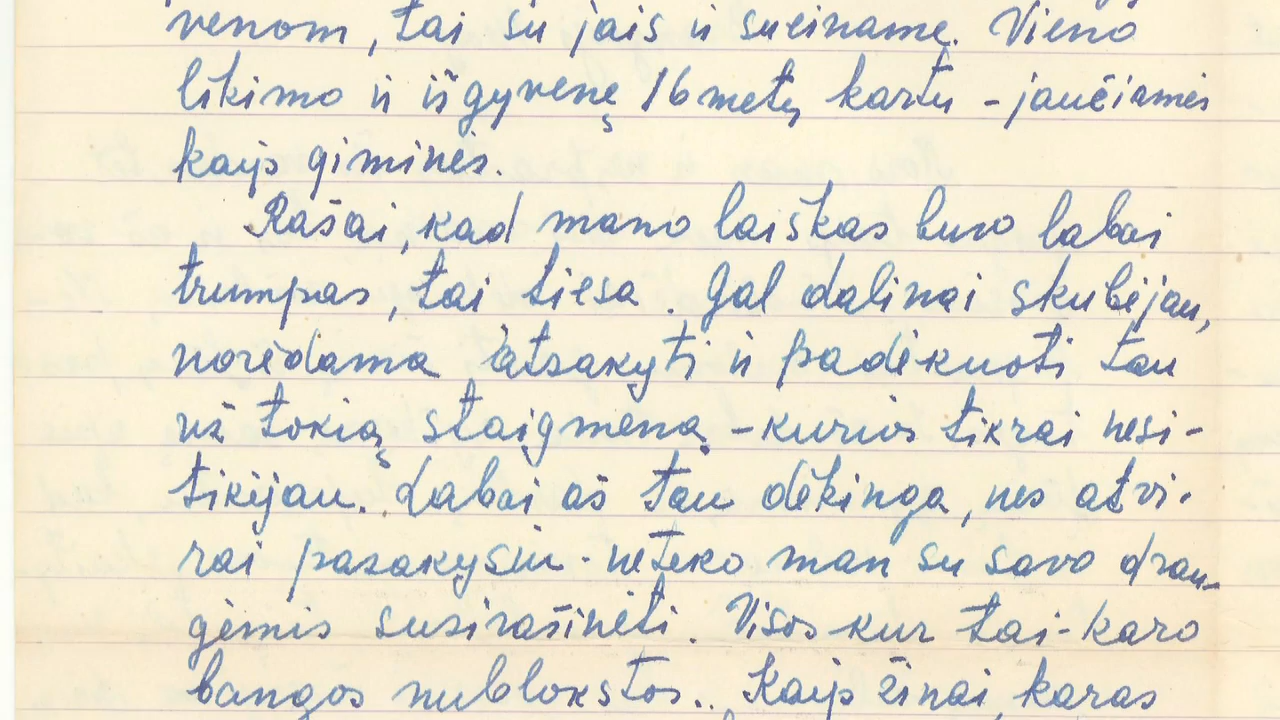 venom, tai su jais ir sueiname. Vieno
likimo ir išgyvenę 16 metų kartu – jaučiamės
kaip giminės.
Rašai, kad mano laiškas buvo labai
trumpas, tai tiesa. Gal dalinai skubėjau,
norėdama atsakyti ir padėkuoti tau
už tokią staigmeną – kurios tikrai nesi-
tikėjau. Labai aš tau dėkinga, nes atvi-
rai pasakysiu - neteko man su savo drau-
gėmis susirašinėti. Visos kur tai - karo
bangos nublokštos.. Kaip žinai, karas